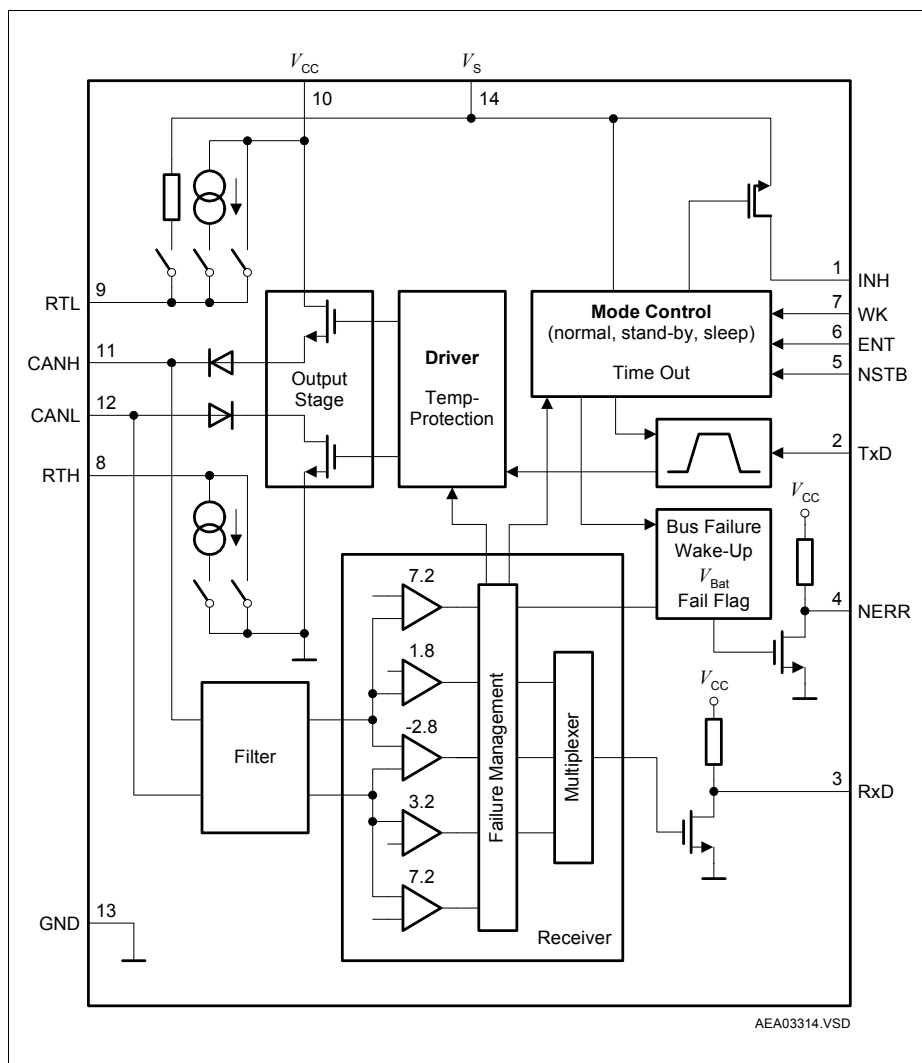 VCC
VS
10
14
9
RTL
11
CANH
12
CANL
8
RTH
Output
Stage
Driver
Temp-
Protection
Mode Control
(normal, stand-by, sleep)
Time Out
1
INH
7
WK
6
ENT
5
NSTB
2
TxD
VCC
Bus Failure
Wake-Up
VBat
Fail Flag
4
NERR
7.2
1.8
-2.8
3.2
7.2
Failure Management
Multiplexer
Receiver
VCC
3
RxD
Filter
13
GND
AEA03314.VSD